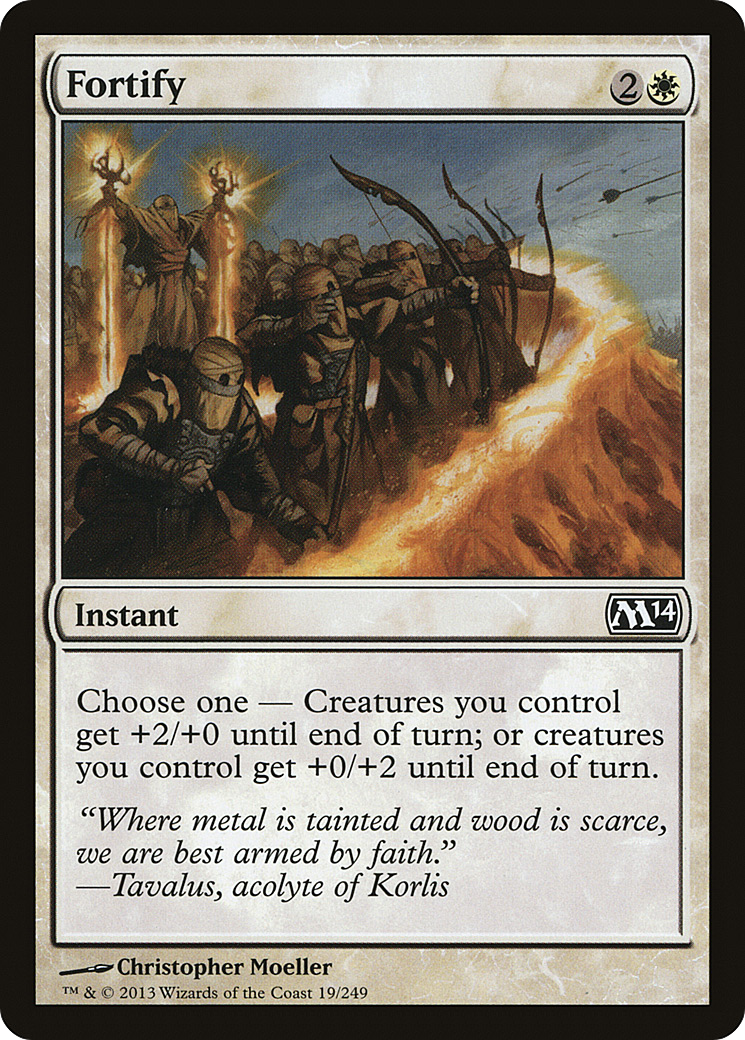 Fortify 2
Instant M14
Choose one — Creatures you control
get +2/+0 until end of turn; or creatures
you control get +0/+2 until end of turn.
“Where metal is tainted and wood is scarce,
we are best armed by faith.”
—Tavalus, acolyte of Korlis
Christopher Moeller
™ & © 2013 Wizards of the Coast 19/249